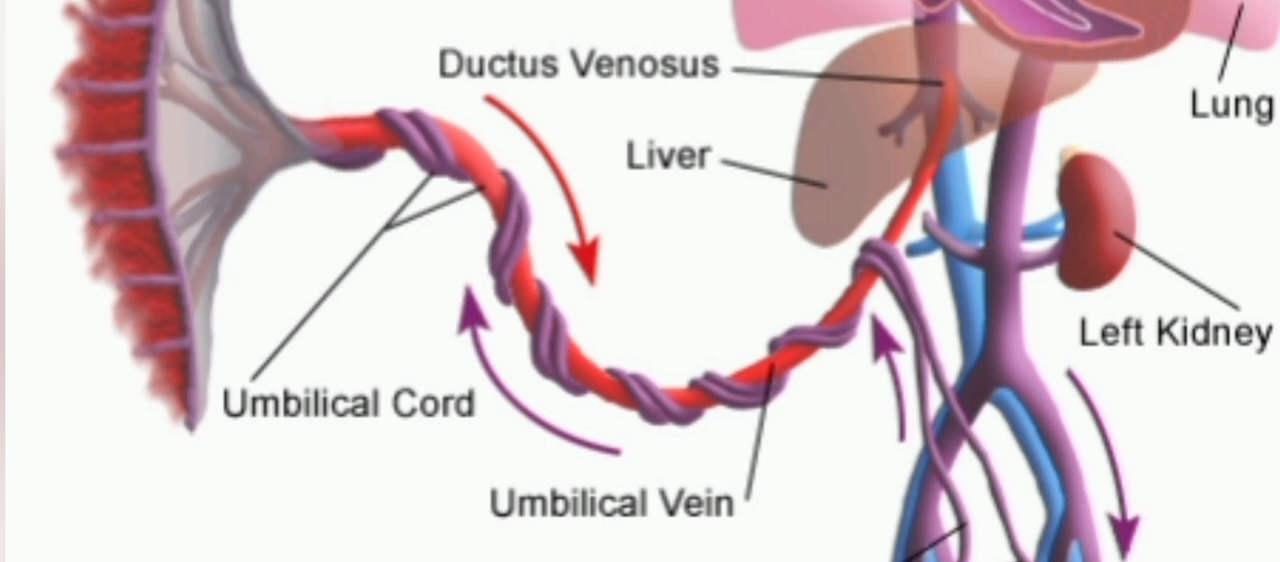 Ductus Venosus
Lung
Liver
Left Kidney
Umbilical Cord
Umbilical Vein